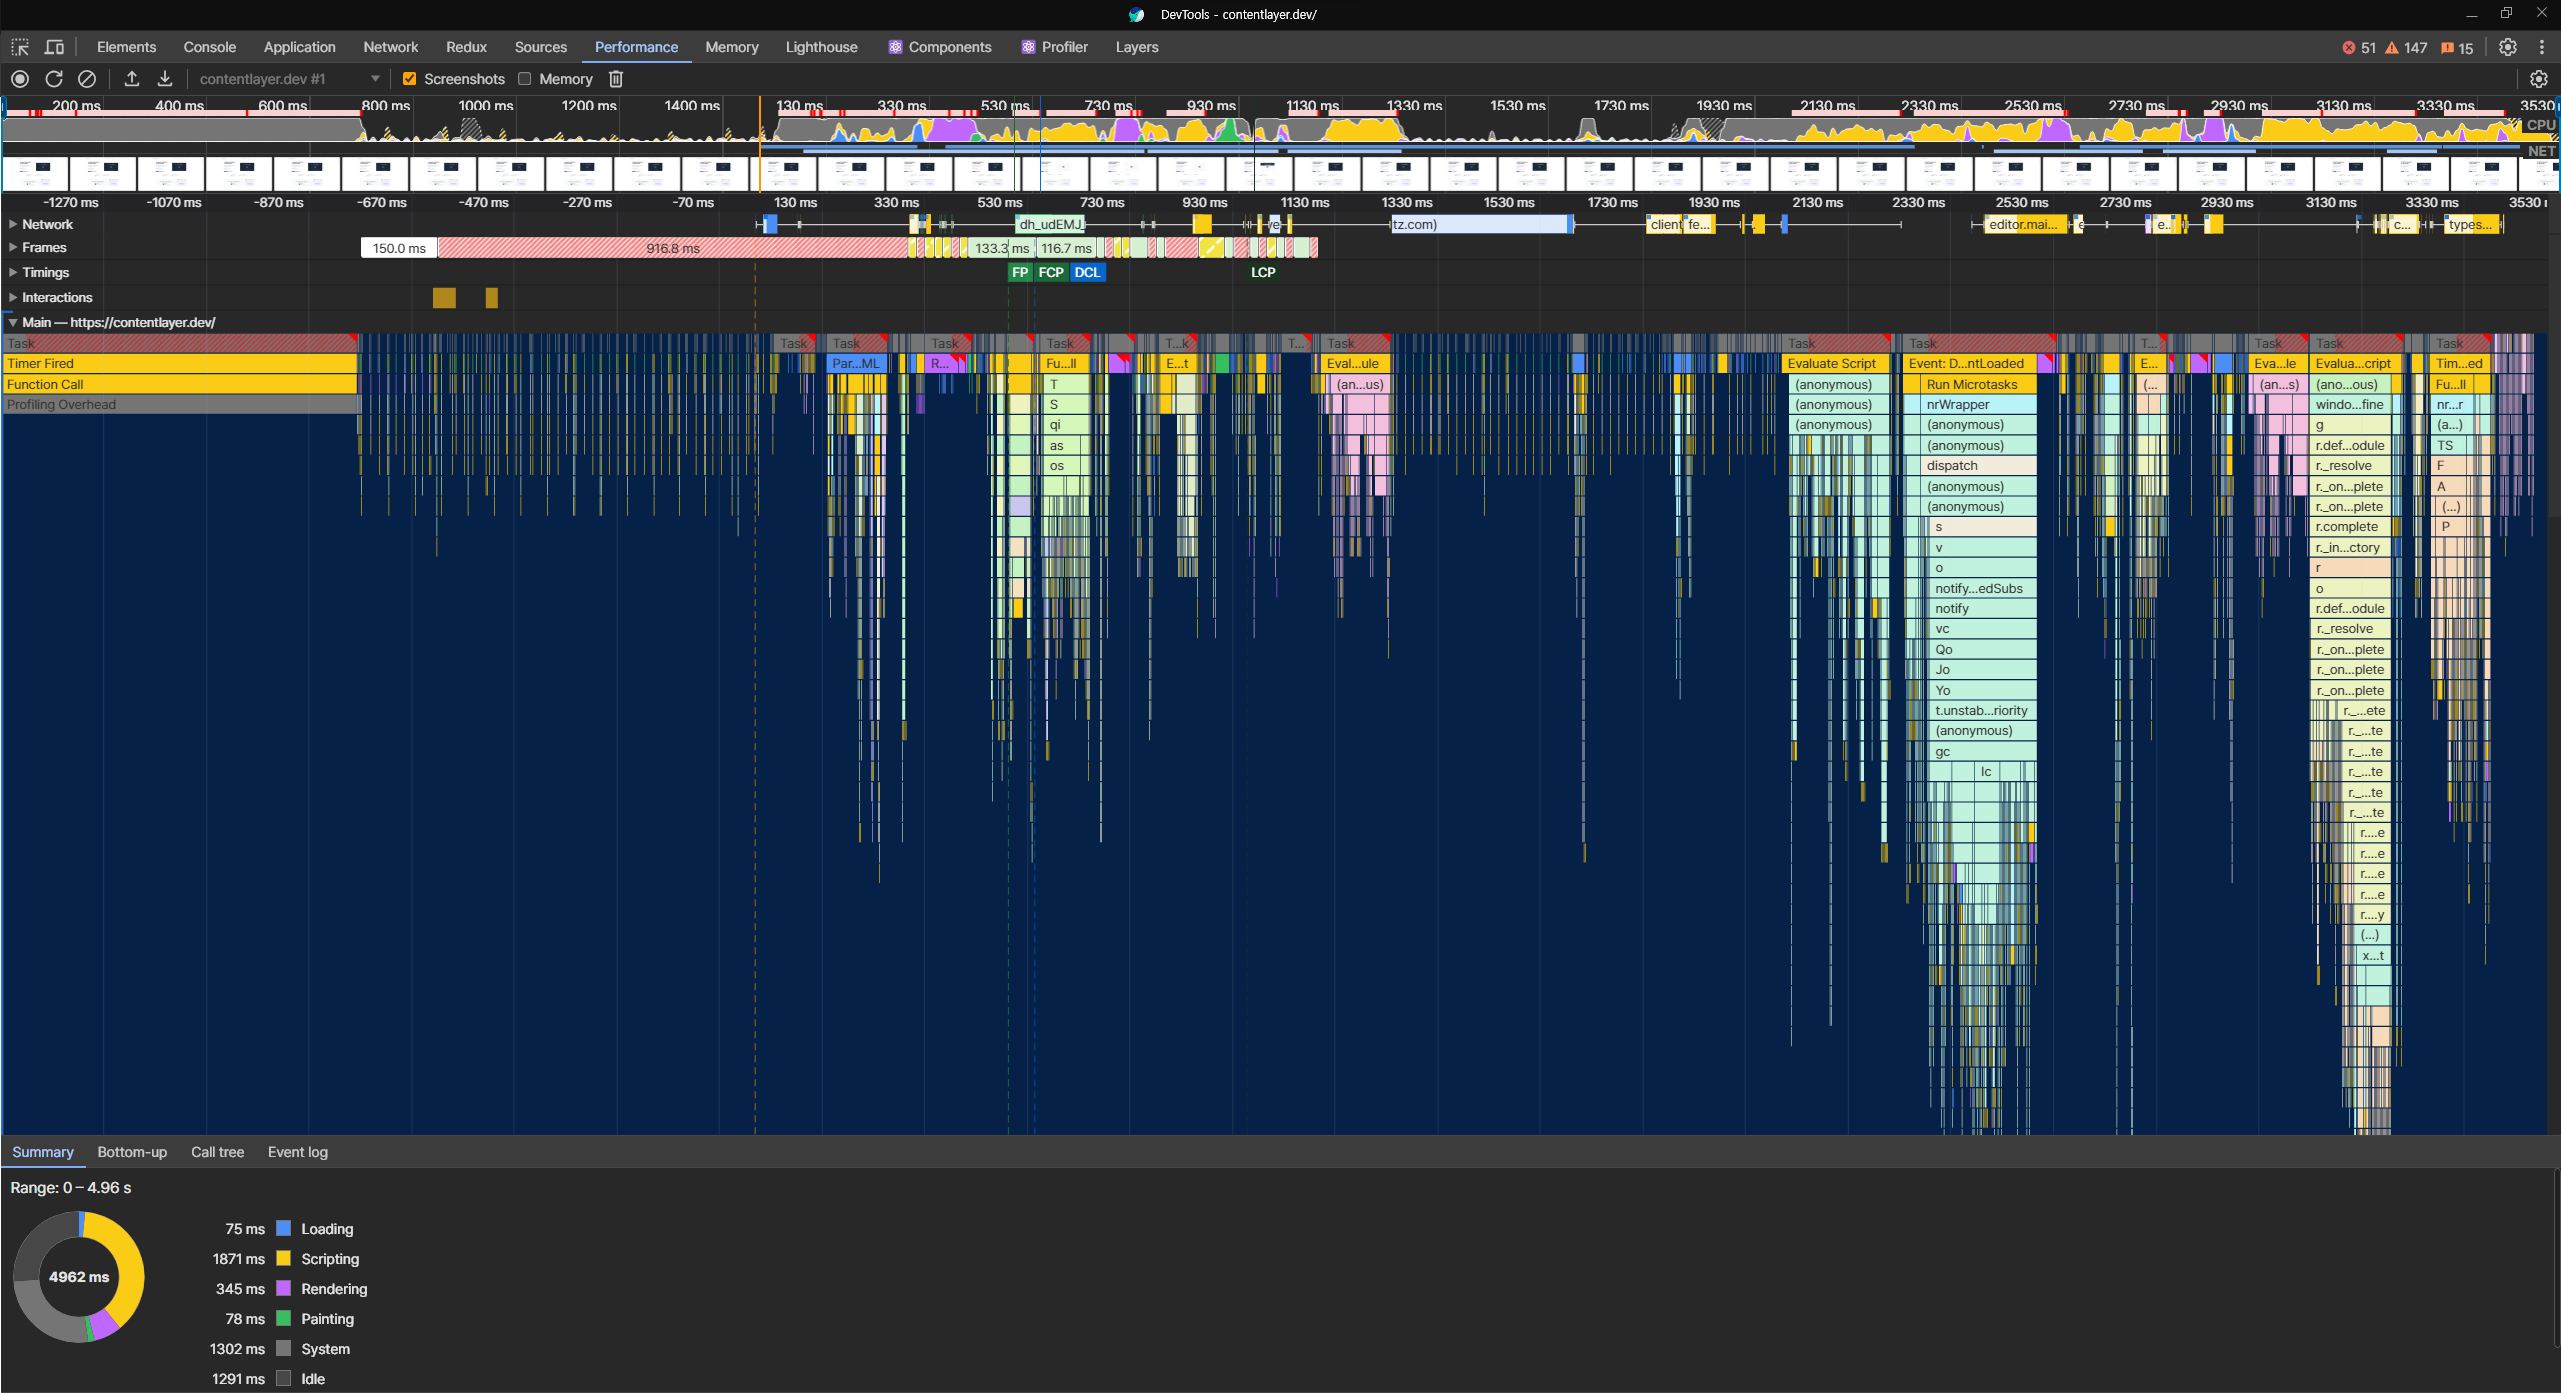 DevTools - contentlayer.dev/
Elements Console Application Network Redux Sources Performance Memory Lighthouse Components Profiler Layers 51 147 15
contentlayer.dev #1 Screenshots Memory
200 ms 400 ms 600 ms 800 ms 1000 ms 1200 ms 1400 ms 130 ms 330 ms 530 ms 730 ms 930 ms 1130 ms 1330 ms 1530 ms 1730 ms 1930 ms 2130 ms 2330 ms 2530 ms 2730 ms 2930 ms 3130 ms 3330 ms 3530
CPU
NET
-1270 ms -1070 ms -870 ms -670 ms -470 ms -270 ms -70 ms 130 ms 330 ms 530 ms 730 ms 930 ms 1130 ms 1330 ms 1530 ms 1730 ms 1930 ms 2130 ms 2330 ms 2530 ms 2730 ms 2930 ms 3130 ms 3330 ms 3530
Network dh_udEMJ tz.com) client fe... editor.mai... e e... c... types...
Frames 150.0 ms 916.8 ms 133.3 ms 116.7 ms
Timings FP FCP DCL LCP
Interactions
Main — https://contentlayer.dev/
Task Task Task Task Task T...k T... Task Task Task T... Task Task Task
Timer Fired Par...ML R... Fu...ll E...t Eval...ule Evaluate Script Event: D...ntLoaded E... Eva...le Evalua...cript Tim...ed
Function Call T (an...us) (anonymous) Run Microtasks (... (an...s) (ano...ous) Fu...ll
Profiling Overhead S (anonymous) nrWrapper windo...fine nr...r
qi (anonymous) (anonymous) g (a...)
as (anonymous) r.def...odule TS
os dispatch r._resolve F
(anonymous) r._on...plete A
(anonymous) r._on...plete (...)
s r.complete P
v r._in...ctory
o r
notify...edSubs o
notify r.def...odule
vc r._resolve
Qo r._on...plete
Jo r._on...plete
Yo r._on...plete
t.unstab...riority r._...ete
(anonymous) r._...te
gc r._...te
lc r._...te
r._...te
r._...te
r....e
r....e
r....e
r....e
r....y
(...)
x...t
Summary Bottom-up Call tree Event log
Range: 0 – 4.96 s
4962 ms
75 ms Loading
1871 ms Scripting
345 ms Rendering
78 ms Painting
1302 ms System
1291 ms Idle